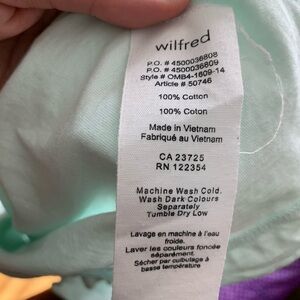 wilfred
P.O. # 4500036808
P.O. # 4500036809
Style # OMB4-1609-14
Article # 50746
100% Cotton
100% Coton
Made in Vietnam
Fabriqué au Vietnam
CA 23725
RN 122354
Machine Wash Cold.
Wash Dark Colours
Separately
Tumble Dry Low
Lavage en machine à l'eau
froide.
Laver les couleurs foncée
séparément.
Sécher par culbutage à
basse température